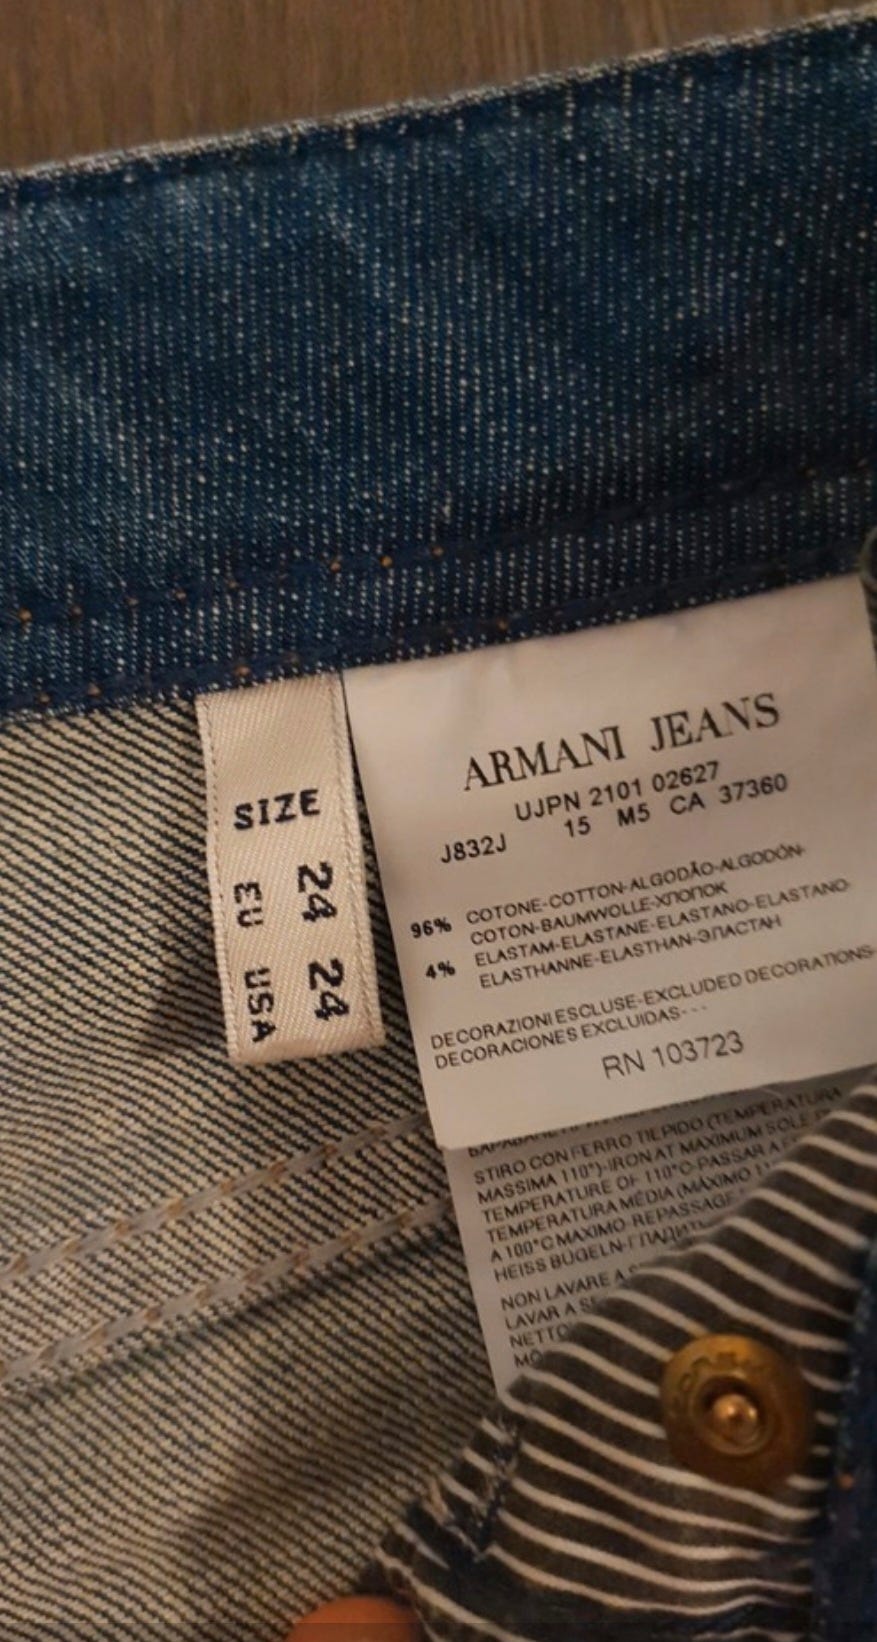 SIZE
EU 24
USA 24
ARMANI JEANS
UJPN 2101 02627
J832J 15 M5 CA 37360
96% COTONE-COTTON-ALGODÃO-ALGODÓN-
COTON-BAUMWOLLE-ХЛОПОК
4% ELASTAM-ELASTANE-ELASTANO-ELASTANO-
ELASTHANNE-ELASTHAN-ЭЛАСТАН
DECORAZIONI ESCLUSE-EXCLUDED DECORATIONS-
DECORACIONES EXCLUIDAS---
RN 103723
STIRO CON FERRO TIEPIDO (TEMPERATURA
MASSIMA 110°)-IRON AT MAXIMUM SOLE
TEMPERATURE OF 110°C-PASSAR A
TEMPERATURA MÉDIA (MÁXIMO
A 100°C MAXIMO-REPASSAGE
HEISS BÜGELN-ГЛАДИТЬ
NON LAVARE A
LAVAR A